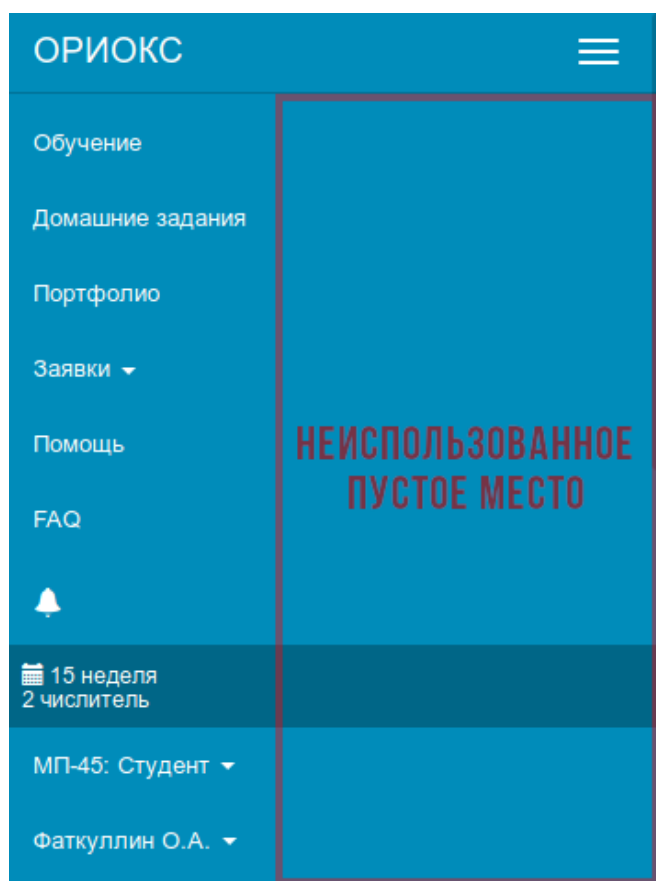 ОРИОКС
Обучение
Домашние задания
Портфолио
Заявки
Помощь
FAQ
НЕИСПОЛЬЗОВАННОЕ
ПУСТОЕ МЕСТО
15 неделя
2 числитель
МП-45: Студент
Фаткуллин О.А.